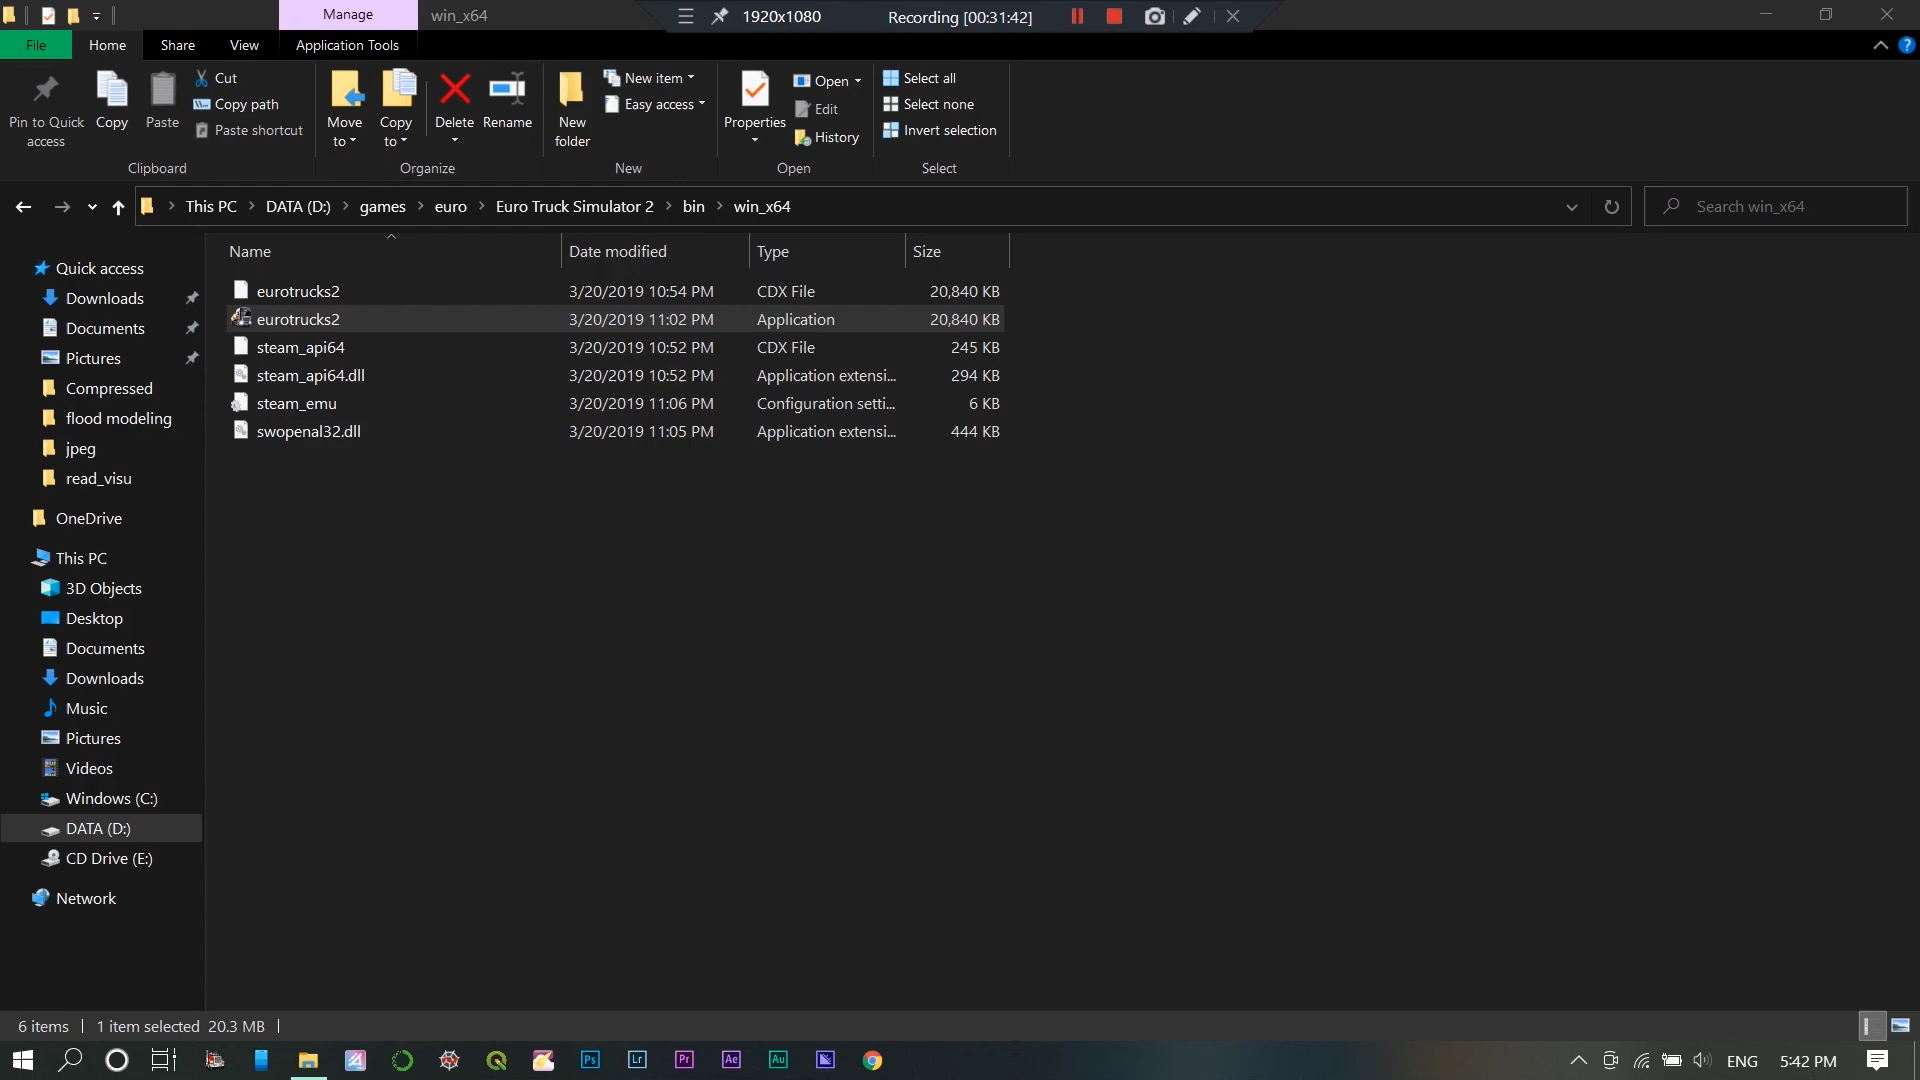 Manage
win_x64
1920x1080
Recording [00:31:42]
File
Home
Share
View
Application Tools
Pin to Quick access
Copy
Paste
Cut
Copy path
Paste shortcut
Clipboard
Move to
Copy to
Delete
Rename
Organize
New folder
New item
Easy access
New
Properties
Open
Edit
History
Open
Select all
Select none
Invert selection
Select
This PC > DATA (D:) > games > euro > Euro Truck Simulator 2 > bin > win_x64
Search win_x64
Name Date modified Type Size
eurotrucks2 3/20/2019 10:54 PM CDX File 20,840 KB
eurotrucks2 3/20/2019 11:02 PM Application 20,840 KB
steam_api64 3/20/2019 10:52 PM CDX File 245 KB
steam_api64.dll 3/20/2019 10:52 PM Application extensi... 294 KB
steam_emu 3/20/2019 11:06 PM Configuration setti... 6 KB
swopenal32.dll 3/20/2019 11:05 PM Application extensi... 444 KB
Quick access
Downloads
Documents
Pictures
Compressed
flood modeling
jpeg
read_visu
OneDrive
This PC
3D Objects
Desktop
Documents
Downloads
Music
Pictures
Videos
Windows (C:)
DATA (D:)
CD Drive (E:)
Network
6 items
1 item selected 20.3 MB
Ps
Lr
Pr
Ae
Au
ENG
5:42 PM